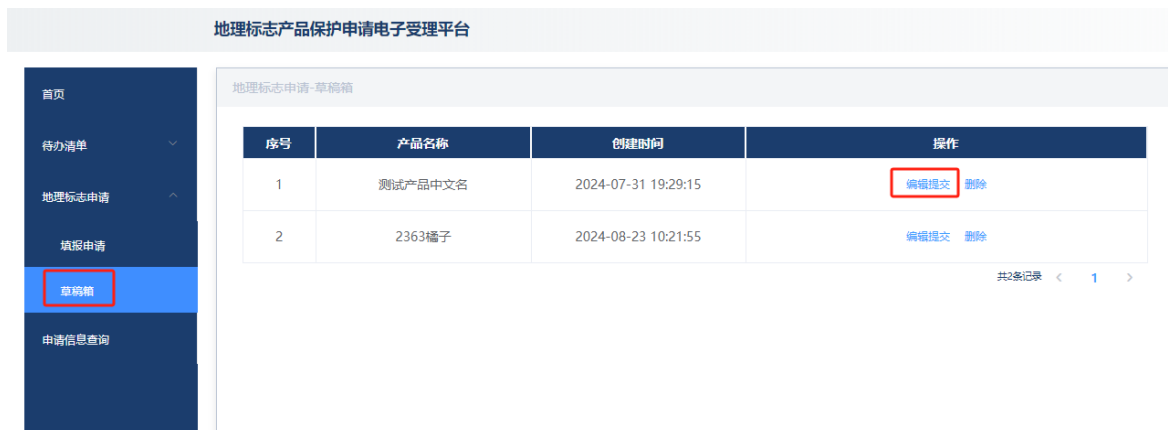 地理标志产品保护申请电子受理平台
首页
待办清单
地理标志申请
填报申请
草稿箱
申请信息查询
地理标志申请-草稿箱
序号 产品名称 创建时间 操作
1 测试产品中文名 2024-07-31 19:29:15 编辑提交 删除
2 2363橘子 2024-08-23 10:21:55 编辑提交 删除
共2条记录 < 1 >